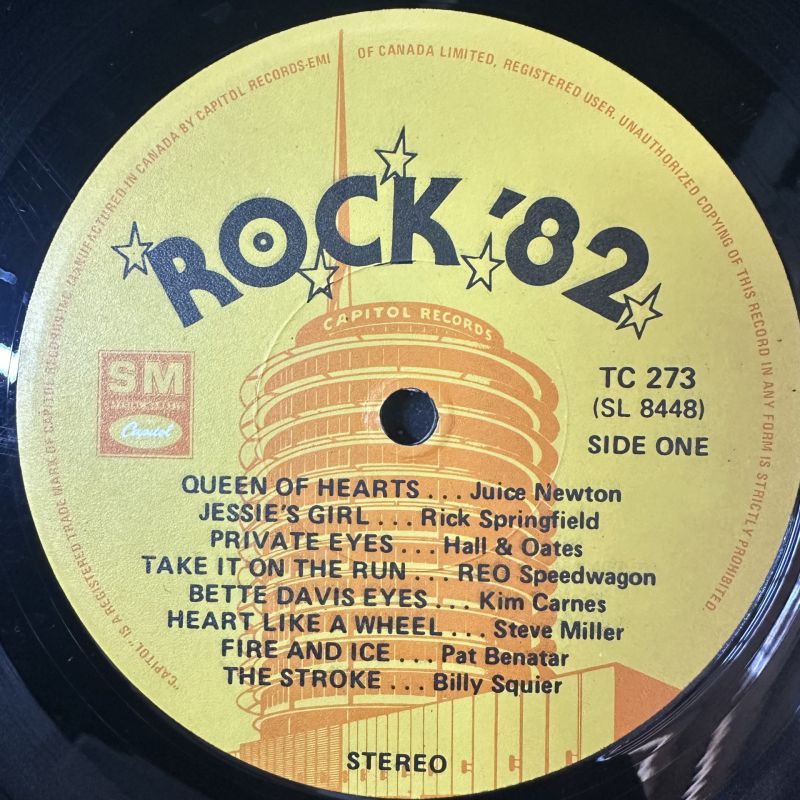 "CAPITOL" IS A REGISTERED TRADE MARK OF CAPITOL RECORDS INC. MANUFACTURED IN CANADA BY CAPITOL RECORDS-EMI OF CANADA LIMITED, REGISTERED USER. UNAUTHORIZED COPYING OF THIS RECORD IN ANY FORM IS STRICTLY PROHIBITED.
ROCK '82
CAPITOL RECORDS
SM
Capitol
TC 273
(SL 8448)
SIDE ONE
QUEEN OF HEARTS . . . Juice Newton
JESSIE'S GIRL . . . Rick Springfield
PRIVATE EYES . . . Hall & Oates
TAKE IT ON THE RUN . . . REO Speedwagon
BETTE DAVIS EYES . . . Kim Carnes
HEART LIKE A WHEEL . . . Steve Miller
FIRE AND ICE . . . Pat Benatar
THE STROKE . . . Billy Squier
STEREO